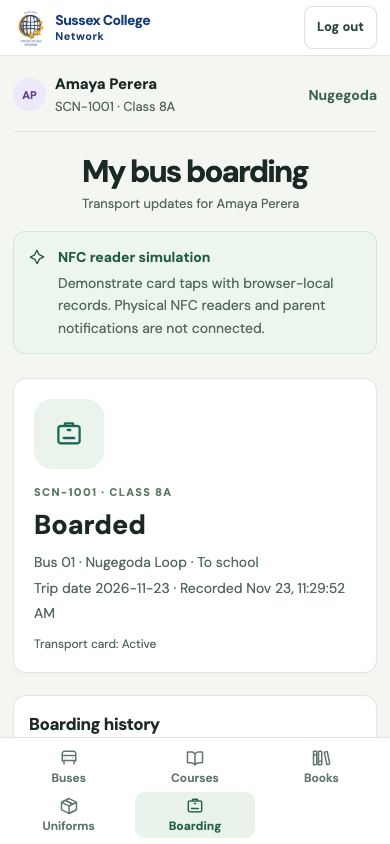 Sussex College
Network
Log out
AP
Amaya Perera
SCN-1001 · Class 8A
Nugegoda
My bus boarding
Transport updates for Amaya Perera
NFC reader simulation
Demonstrate card taps with browser-local
records. Physical NFC readers and parent
notifications are not connected.
SCN-1001 · CLASS 8A
Boarded
Bus 01 · Nugegoda Loop · To school
Trip date 2026-11-23 · Recorded Nov 23, 11:29:52
AM
Transport card: Active
Boarding history
Buses
Courses
Books
Uniforms
Boarding